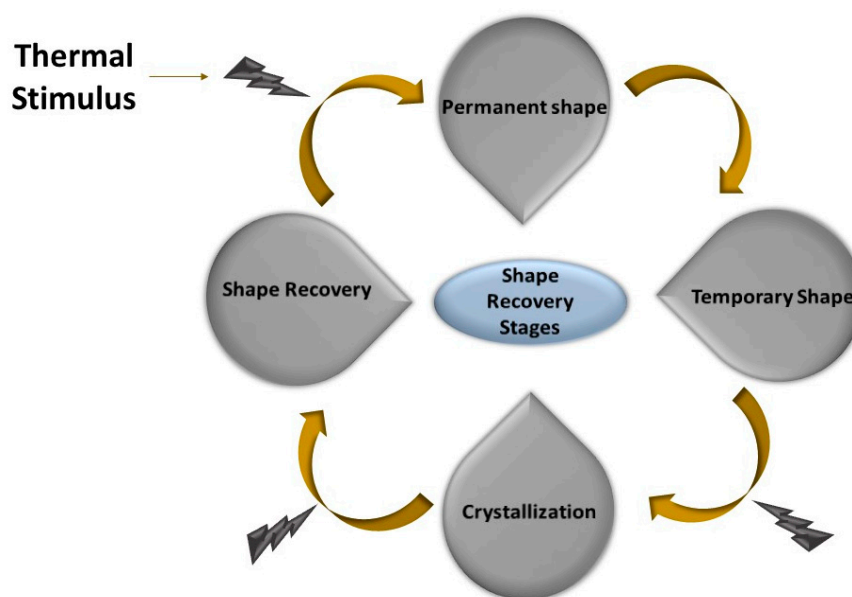 Thermal
Stimulus
Permanent shape
Shape Recovery
Shape
Recovery
Stages
Temporary Shape
Crystallization